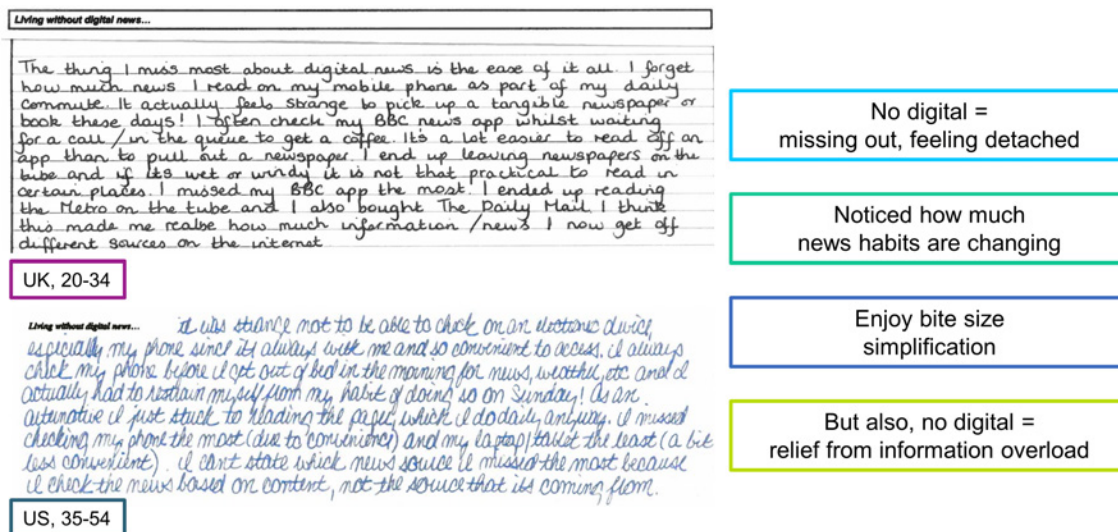 Living without digital news...
The thing I miss most about digital news is the ease of it all. I forget
how much news I read on my mobile phone as part of my daily
commute. It actually feels strange to pick up a tangible newspaper or
book these days! I often check my BBC news app whilst waiting
for a call / in the queue to get a coffee. It's a lot easier to read off an
app than to pull out a newspaper. I end up leaving newspapers on the
tube and if its wet or windy it is not that practical to read in
certain places. I missed my BBC app the most. I ended up reading
the Metro on the tube and I also bought The Daily Mail. I think
this made me realise how much information / news I now get off
different sources on the internet
UK, 20-34
Living without digital news...
it was strange not to be able to check on an electronic device,
especially my phone since its always with me and so convenient to access. I always
check my phone before I get out of bed in the morning for news, weather, etc and I
actually had to restrain myself from my habit of doing so on Sunday! As an
alternative I just stuck to reading the paper, which I do daily anyway. I missed
checking my phone the most (due to convenience) and my laptop/tablet the least (a bit
less convenient). I cant state which news source I missed the most because
I check the news based on content, not the source that its coming from.
US, 35-54
No digital =
missing out, feeling detached
Noticed how much
news habits are changing
Enjoy bite size
simplification
But also, no digital =
relief from information overload